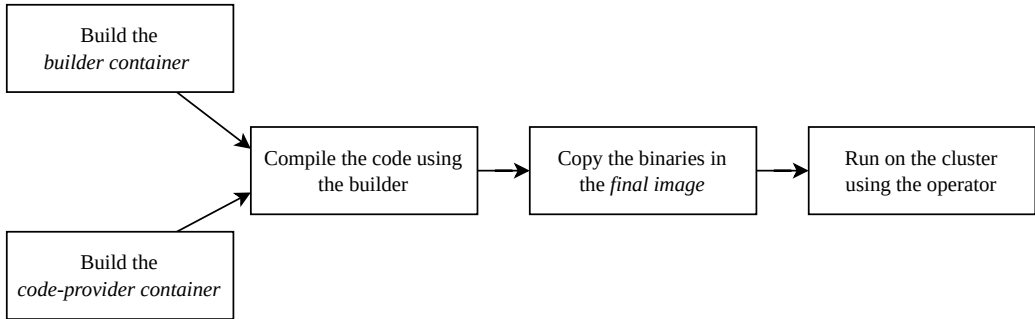 Build the
builder container
Build the
code-provider container
Compile the code using
the builder
Copy the binaries in
the final image
Run on the cluster
using the operator